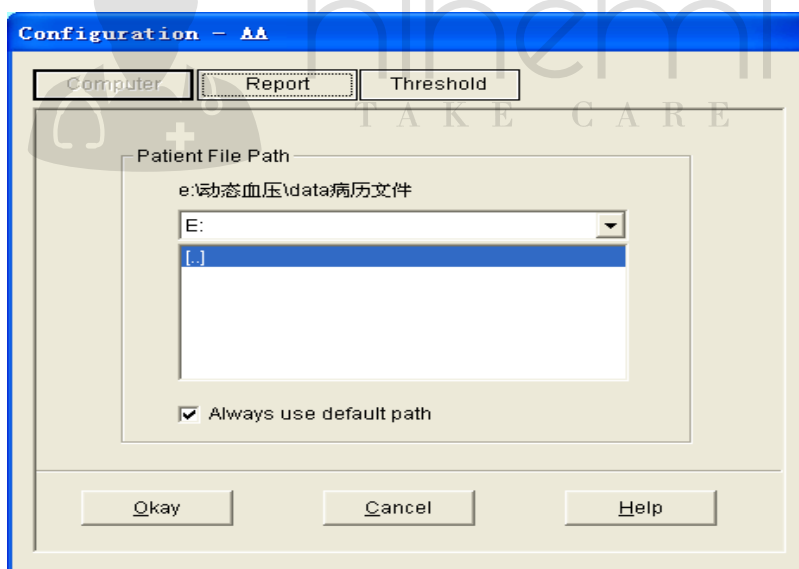 Configuration - AA
Computer
Report
Threshold
TAKE CARE
Patient File Path
e:\动态血压\data病历文件
E:
[..]
Always use default path
Okay
Cancel
Help